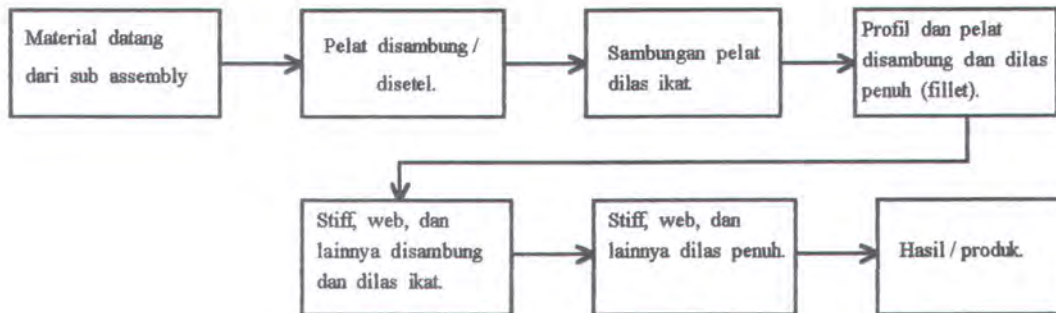 Material datang
dari sub assembly
Pelat disambung /
disetel.
Sambungan pelat
dilas ikat.
Profil dan pelat
disambung dan dilas
penuh (fillet).
Stiff, web, dan
lainnya disambung
dan dilas ikat.
Stiff, web, dan
lainnya dilas penuh.
Hasil / produk.